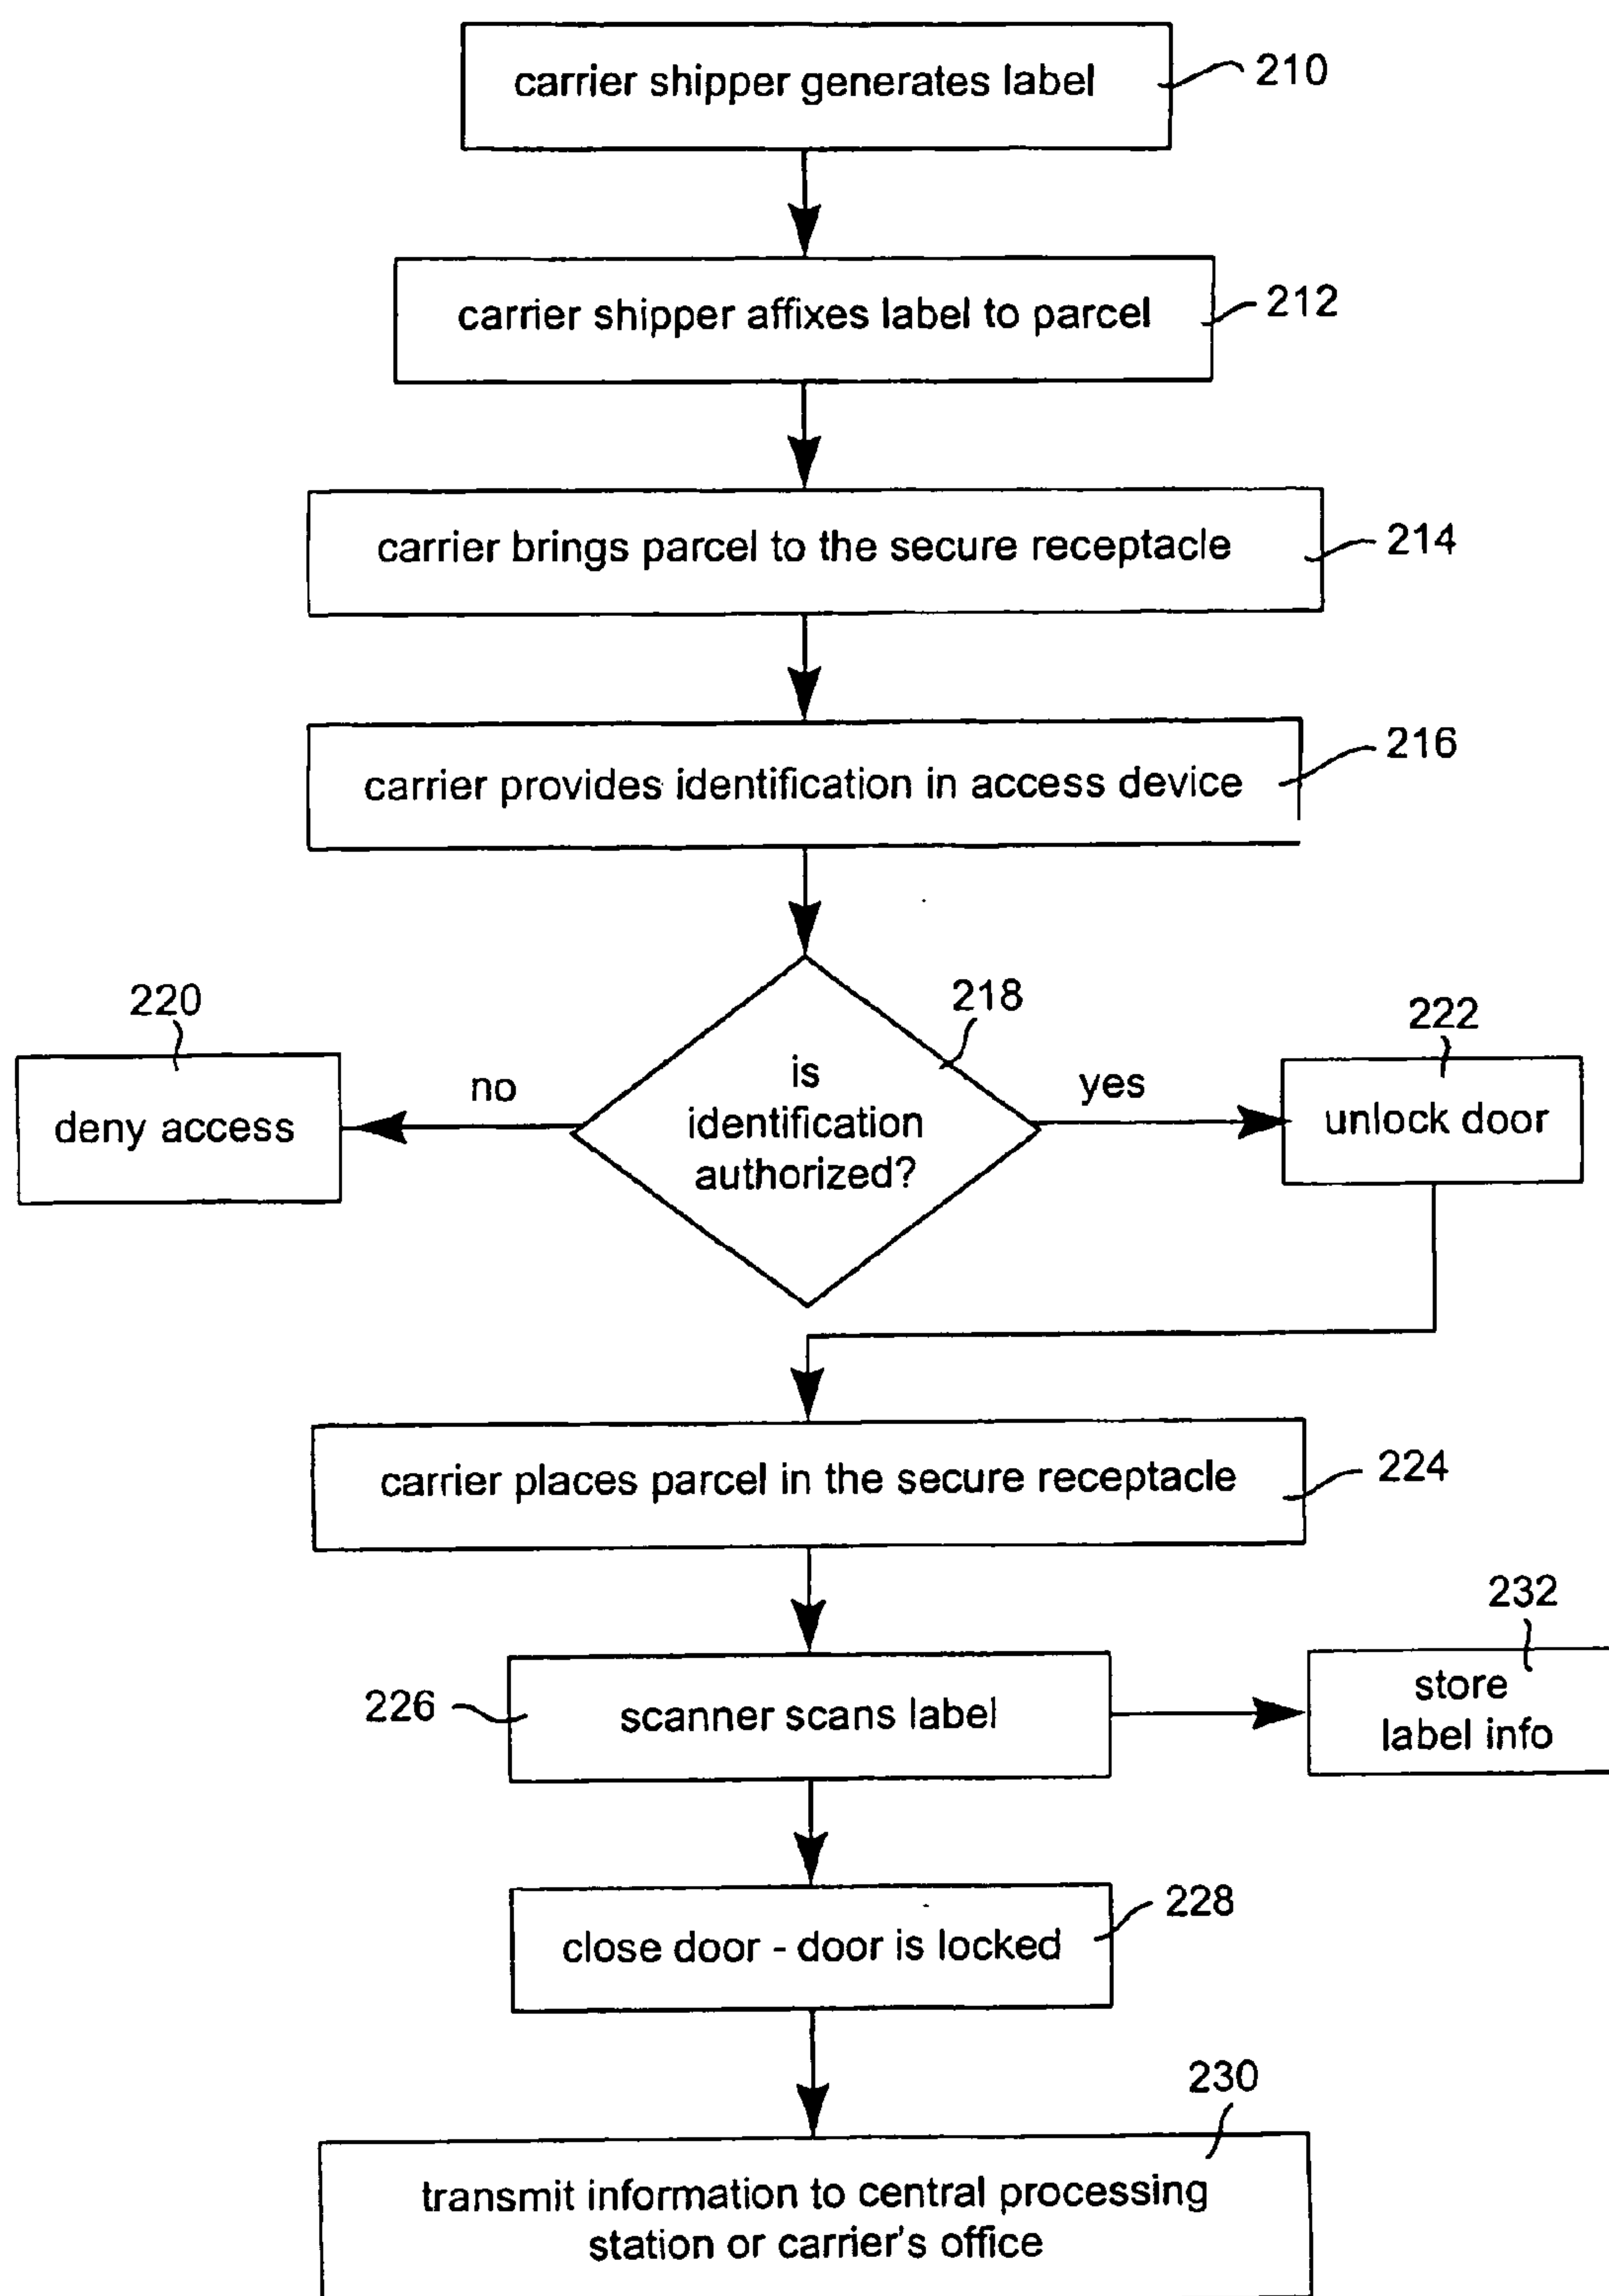 carrier shipper generates label
210
carrier shipper affixes label to parcel
212
carrier brings parcel to the secure receptacle
214
carrier provides identification in access device
216
218
220
222
is
identification
authorized?
no
yes
deny access
unlock door
carrier places parcel in the secure receptacle
224
226
scanner scans label
232
store
label info
close door - door is locked
228
230
transmit information to central processing
station or carrier's office